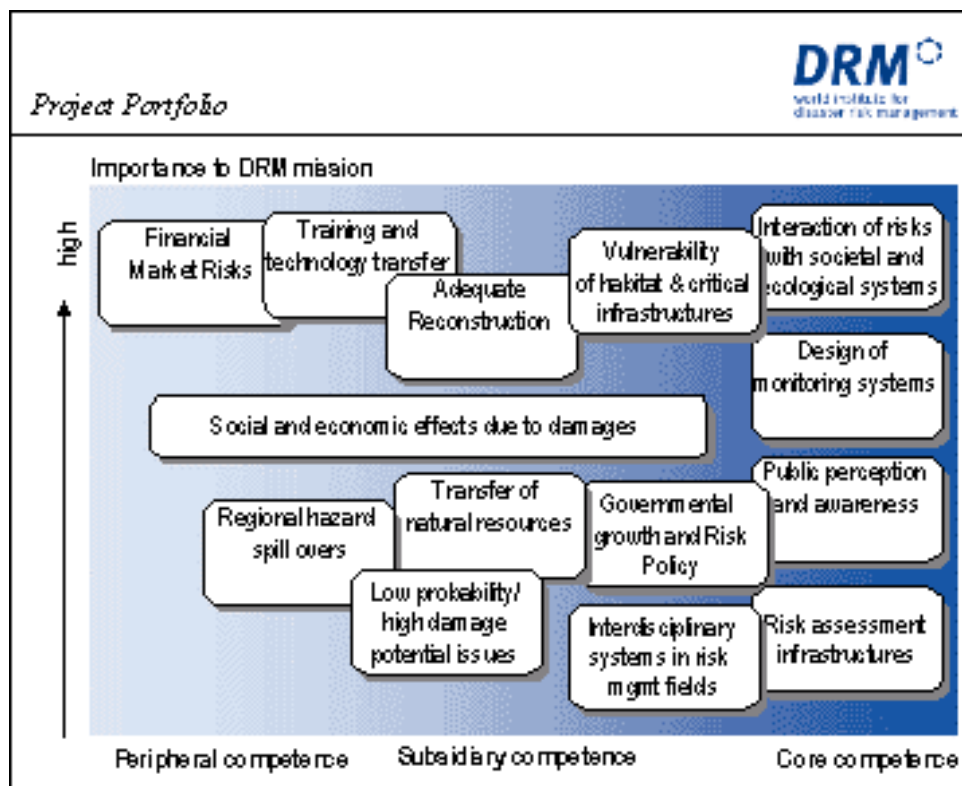 Project Portfolio
DRM
world institute for
disaster risk management
Importance to DRM mission
high
Financial
Market Risks
Training and
technology transfer
Adequate
Reconstruction
Vulnerability
of habitat & critical
infrastructures
Interaction of risks
with societal and
ecological systems
Design of
monitoring systems
Social and economic effects due to damages
Public perception
and awareness
Regional hazard
spill overs
Transfer of
natural resources
Governmental
growth and Risk
Policy
Low probability/
high damage
potential issues
Interdisciplinary
systems in risk
mgmt fields
Risk assessment
infrastructures
Peripheral competence
Subsidiary competence
Core competence